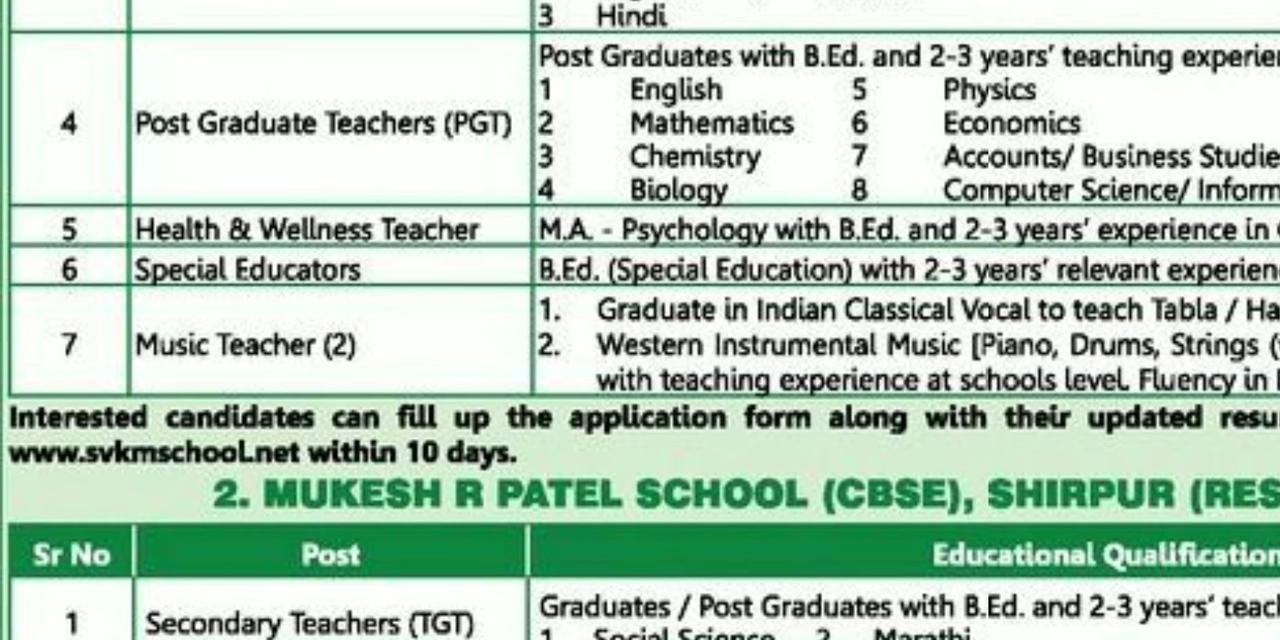 3 Hindi
Post Graduates with B.Ed. and 2-3 years' teaching
1 English 5 Physics
4 Post Graduate Teachers (PGT) 2 Mathematics 6 Economics
3 Chemistry 7 Accounts/ Business
4 Biology 8 Computer Science/
5 Health & Wellness Teacher M.A. - Psychology with B.Ed. and 2-3 years' experience in
6 Special Educators B.Ed. (Special Education) with 2-3 years' relevant
1. Graduate in Indian Classical Vocal to teach Tabla /
7 Music Teacher (2) 2. Western Instrumental Music [Piano, Drums, Strings
with teaching experience at schools level. Fluency in
Interested candidates can fill up the application form along with their updated
www.svkmschool.net within 10 days.
2. MUKESH R PATEL SCHOOL (CBSE), SHIRPUR
Sr No Post Educational
Graduates / Post Graduates with B.Ed. and 2-3 years'
1 Secondary Teachers (TGT)
1. Social Science 2. Marathi